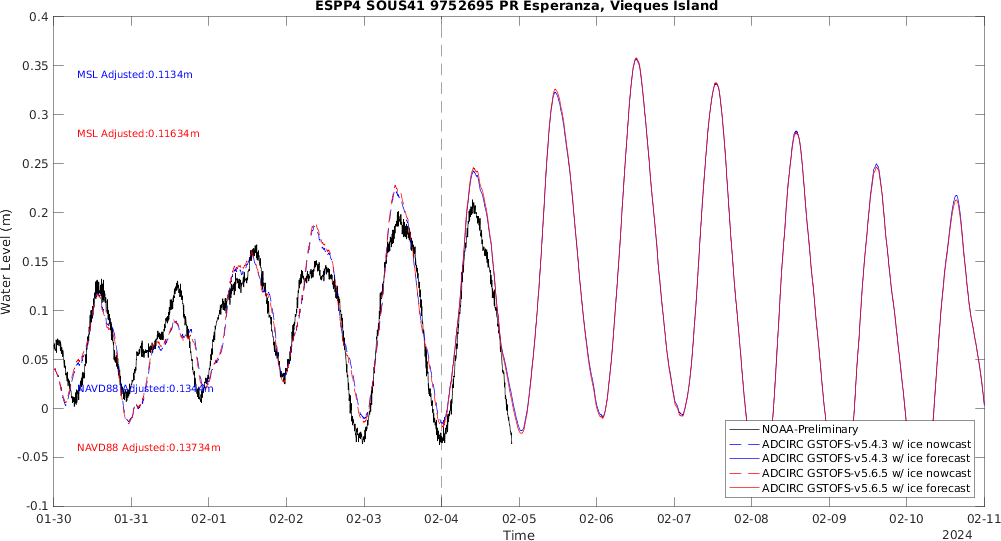 ESPP4 SOUS41 9752695 PR Esperanza, Vieques Island
0.4
0.35
0.3
0.25
0.2
0.15
0.1
0.05
0
-0.05
-0.1
Water Level (m)
MSL Adjusted:0.1134m
MSL Adjusted:0.11634m
NAVD88 Adjusted:0.1344m
NAVD88 Adjusted:0.13734m
NOAA-Preliminary
ADCIRC GSTOFS-v5.4.3 w/ ice nowcast
ADCIRC GSTOFS-v5.4.3 w/ ice forecast
ADCIRC GSTOFS-v5.6.5 w/ ice nowcast
ADCIRC GSTOFS-v5.6.5 w/ ice forecast
01-30 01-31 02-01 02-02 02-03 02-04 02-05 02-06 02-07 02-08 02-09 02-10 02-11
Time
2024